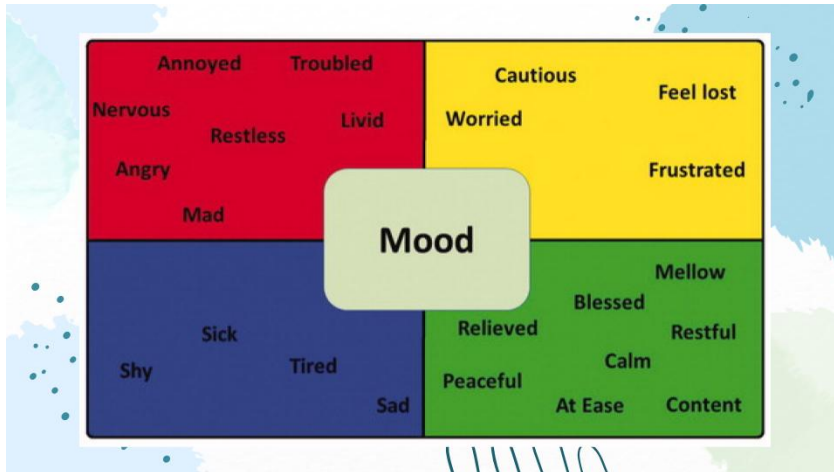 Annoyed
Troubled
Nervous
Restless
Livid
Angry
Mad
Cautious
Feel lost
Worried
Frustrated
Mood
Sick
Shy
Tired
Sad
Mellow
Blessed
Relieved
Restful
Calm
Peaceful
At Ease
Content